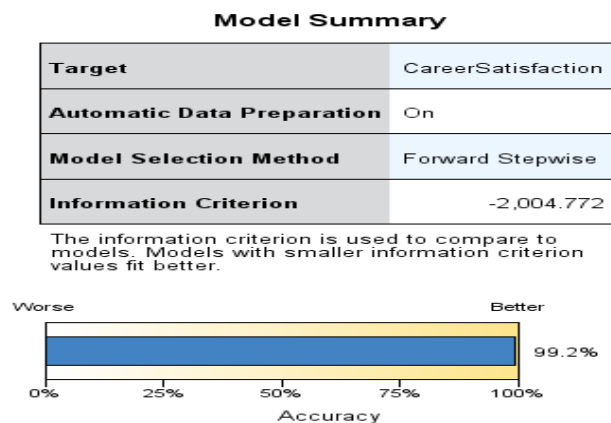 Model Summary
Target CareerSatisfaction
Automatic Data Preparation On
Model Selection Method Forward Stepwise
Information Criterion -2,004.772
The information criterion is used to compare to
models. Models with smaller information criterion
values fit better.
Worse Better
99.2%
0% 25% 50% 75% 100%
Accuracy